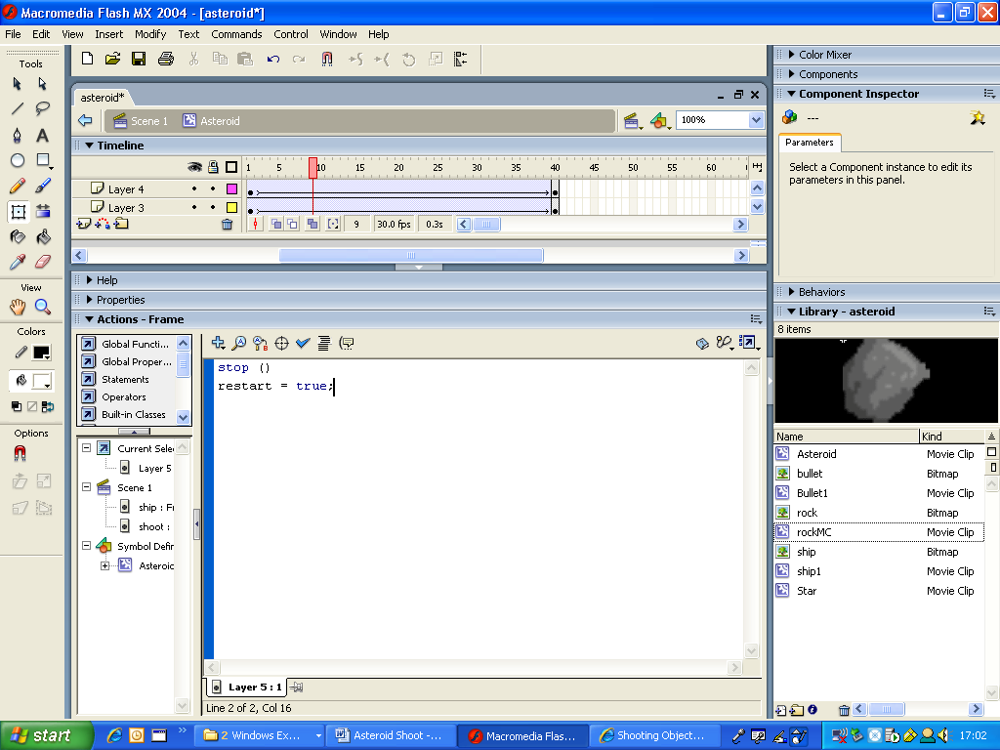 Macromedia Flash MX 2004 - [asteroid*]
File Edit View Insert Modify Text Commands Control Window Help
Tools
View
Colors
Options
asteroid*
Scene 1 Asteroid 100%
Timeline
1 5 10 15 20 25 30 35 40 45 50 55 60
Layer 4
Layer 3
9 30.0 fps 0.3s
Help
Properties
Actions - Frame
Global Functi...
Global Proper...
Statements
Operators
Built-in Classes
Current Sele
Layer 5
Scene 1
ship : Fr
shoot :
Symbol Defin
Asteroid
stop ()
restart = true;
Layer 5 : 1
Line 2 of 2, Col 16
Color Mixer
Components
Component Inspector
---
Parameters
Select a Component instance to edit its
parameters in this panel.
Behaviors
Library - asteroid
8 items
Name Kind
Asteroid Movie Clip
bullet Bitmap
Bullet1 Movie Clip
rock Bitmap
rockMC Movie Clip
ship Bitmap
ship1 Movie Clip
Star Movie Clip
start
2 Windows Ex...
Asteroid Shoot -...
Macromedia Flas...
Shooting Object...
17:02